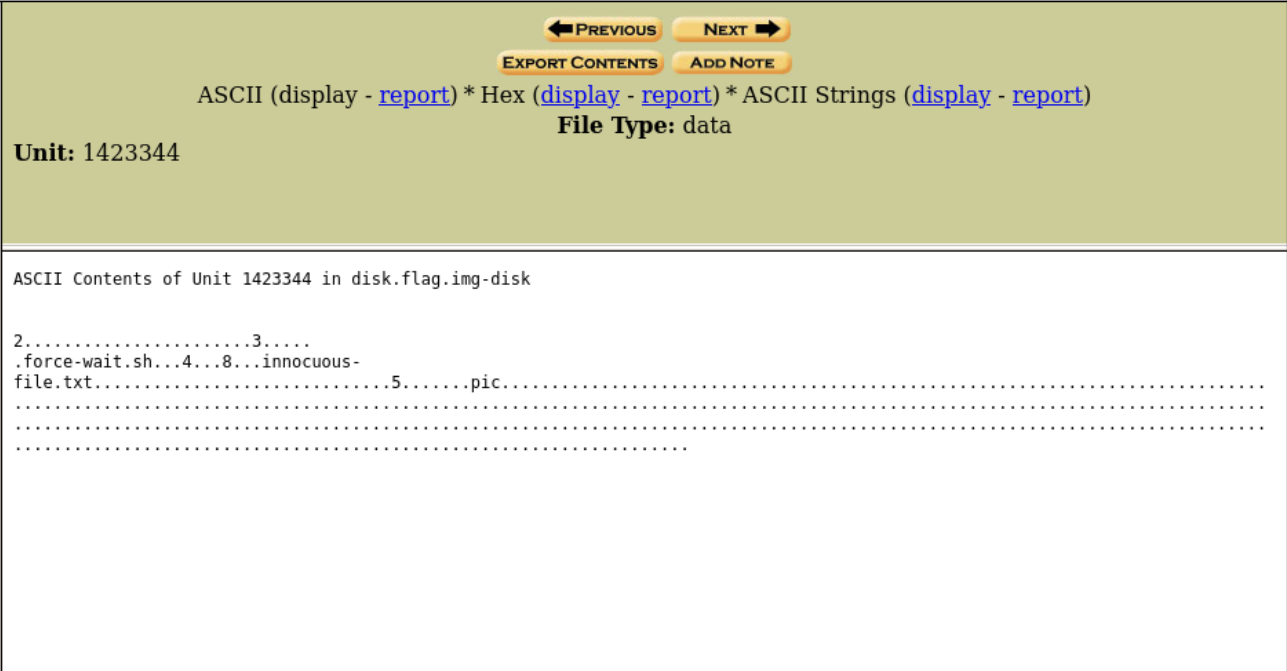 PREVIOUS NEXT
EXPORT CONTENTS ADD NOTE
ASCII (display - report) * Hex (display - report) * ASCII Strings (display - report)
File Type: data
Unit: 1423344
ASCII Contents of Unit 1423344 in disk.flag.img-disk
2.......................3.....
.force-wait.sh...4...8...innocuous-
file.txt..............................5.......pic.............................................................................
..............................................................................................................................
..............................................................................................................................
....................................................................